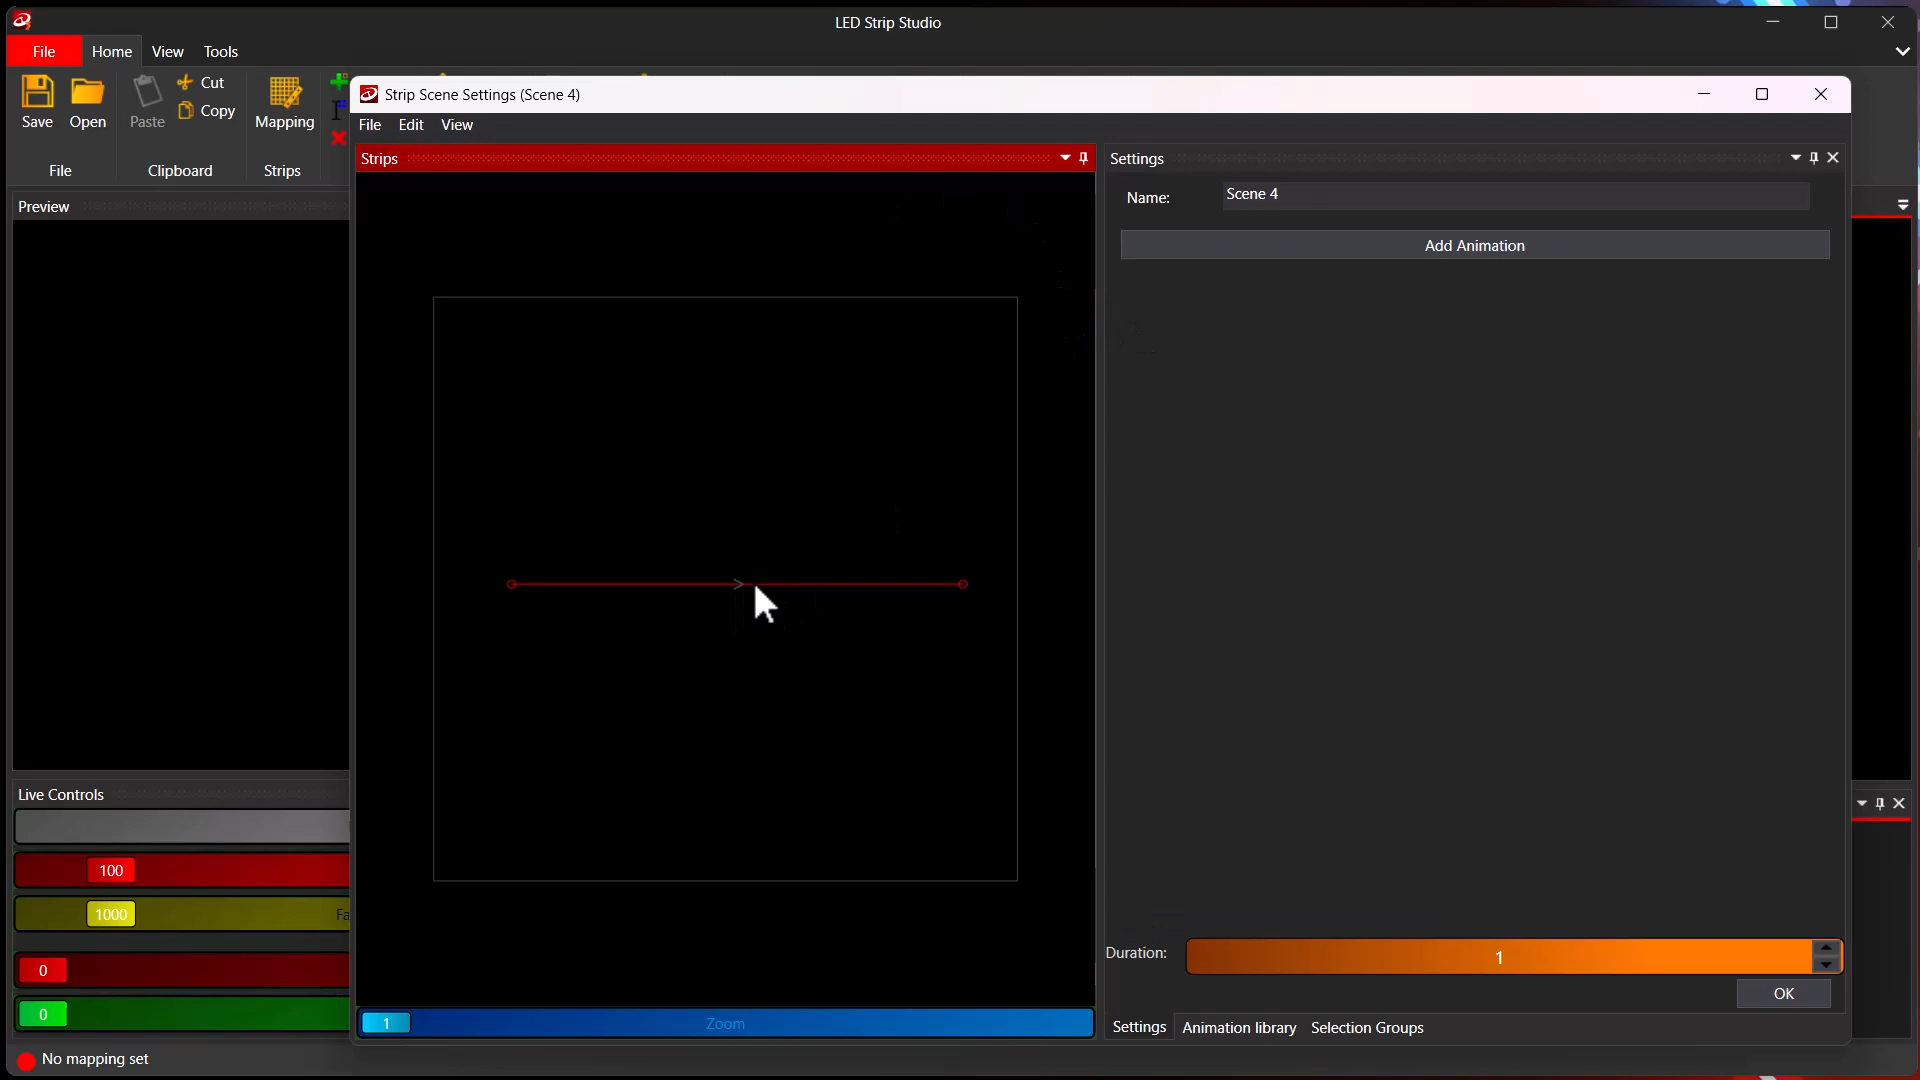 LED Strip Studio
File Home View Tools
Save Open Paste Cut Copy Mapping
File Clipboard Strips
Preview
Strip Scene Settings (Scene 4)
File Edit View
Strips
Settings
Name: Scene 4
Add Animation
Live Controls
100
1000 Fa
0
0
1 Zoom
Duration: 1
OK
Settings Animation library Selection Groups
No mapping set